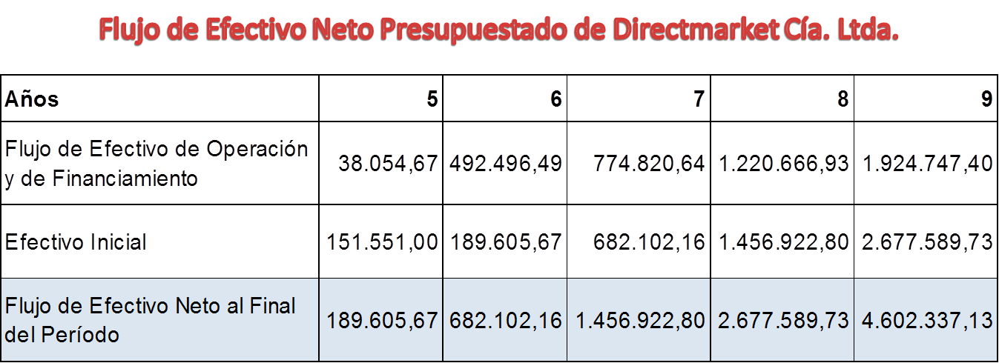 Flujo de Efectivo Neto Presupuestado de Directmarket Cía. Ltda.
Años 5 6 7 8 9
Flujo de Efectivo de Operación
y de Financiamiento 38.054,67 492.496,49 774.820,64 1.220.666,93 1.924.747,40
Efectivo Inicial 151.551,00 189.605,67 682.102,16 1.456.922,80 2.677.589,73
Flujo de Efectivo Neto al Final
del Período 189.605,67 682.102,16 1.456.922,80 2.677.589,73 4.602.337,13